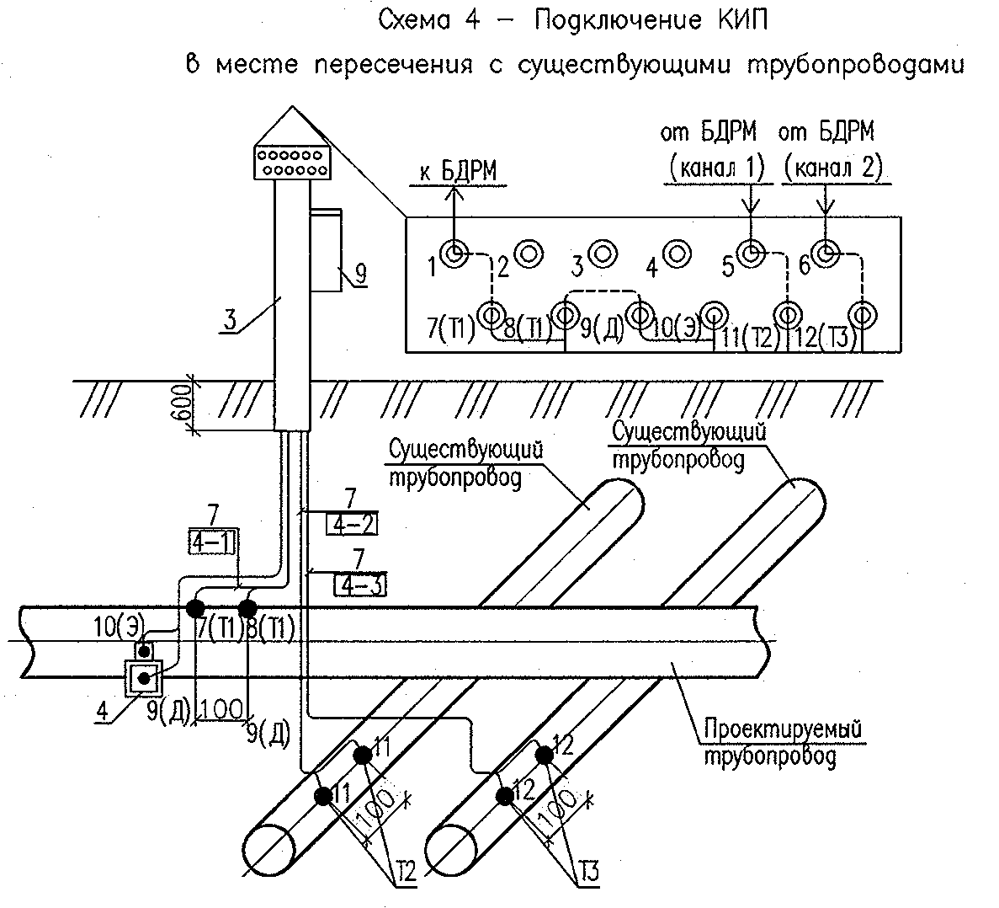 Схема 4 – Подключение КИП
в месте пересечения с существующими трубопроводами
от БДРМ
(канал 1)
от БДРМ
(канал 2)
к БДРМ
1
2
3
4
5
6
7(Т1)
8(Т1)
9(Д)
10(Э)
11(Т2)
12(Т3)
9
3
600
Существующий
трубопровод
Существующий
трубопровод
7
4-1
7
4-2
7
4-3
10(Э)
7(Т1)
8(Т1)
4
9(Д)
100
9(Д)
Проектируемый
трубопровод
11
11
100
12
12
100
Т2
Т3